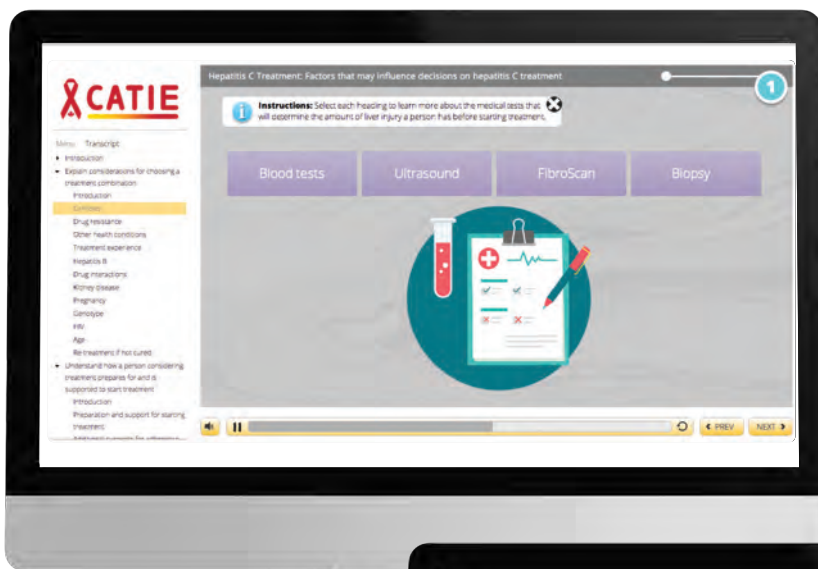 CATIE
Menu Transcript
Introduction
Explain considerations for choosing a
treatment combination
Introduction
Cirrhosis
Drug resistance
Other health conditions
Treatment experience
Hepatitis B
Drug interactions
Kidney disease
Pregnancy
Genotype
HIV
Age
Re-treatment if not cured
Understand how a person considering
treatment prepares for and is
supported to start treatment
Introduction
Preparation and support for starting
treatment
Hepatitis C Treatment: Factors that may influence decisions on hepatitis C treatment
1
Instructions: Select each heading to learn more about the medical tests that
will determine the amount of liver injury a person has before starting treatment.
Blood tests
Ultrasound
FibroScan
Biopsy
PREV
NEXT